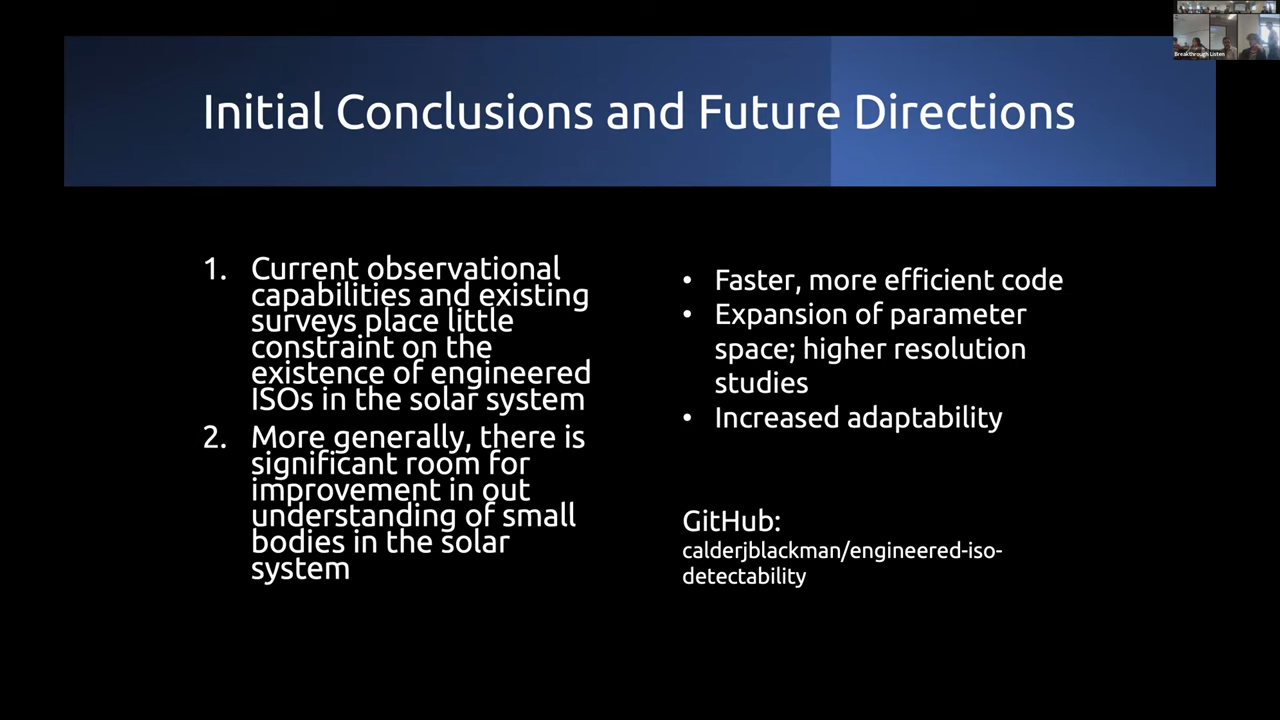 Breakthrough Listen
Initial Conclusions and Future Directions
1. Current observational
capabilities and existing
surveys place little
constraint on the
existence of engineered
ISOs in the solar system
2. More generally, there is
significant room for
improvement in out
understanding of small
bodies in the solar
system
• Faster, more efficient code
• Expansion of parameter
space; higher resolution
studies
• Increased adaptability
GitHub:
calderjblackman/engineered-iso-
detectability